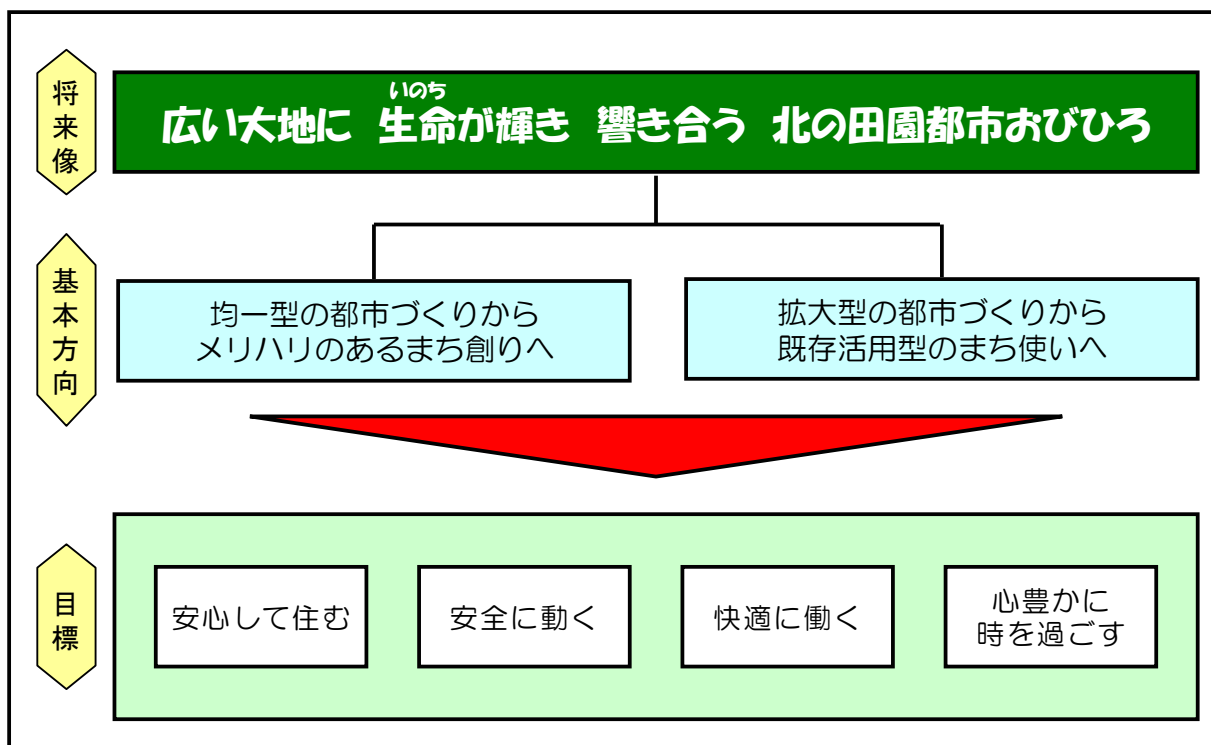 将来像
いのち
広い大地に 生命が輝き 響き合う 北の田園都市おびひろ
基本方向
均一型の都市づくりから
メリハリのあるまち創りへ
拡大型の都市づくりから
既存活用型のまち使いへ
目標
安心して住む
安全に動く
快適に働く
心豊かに
時を過ごす